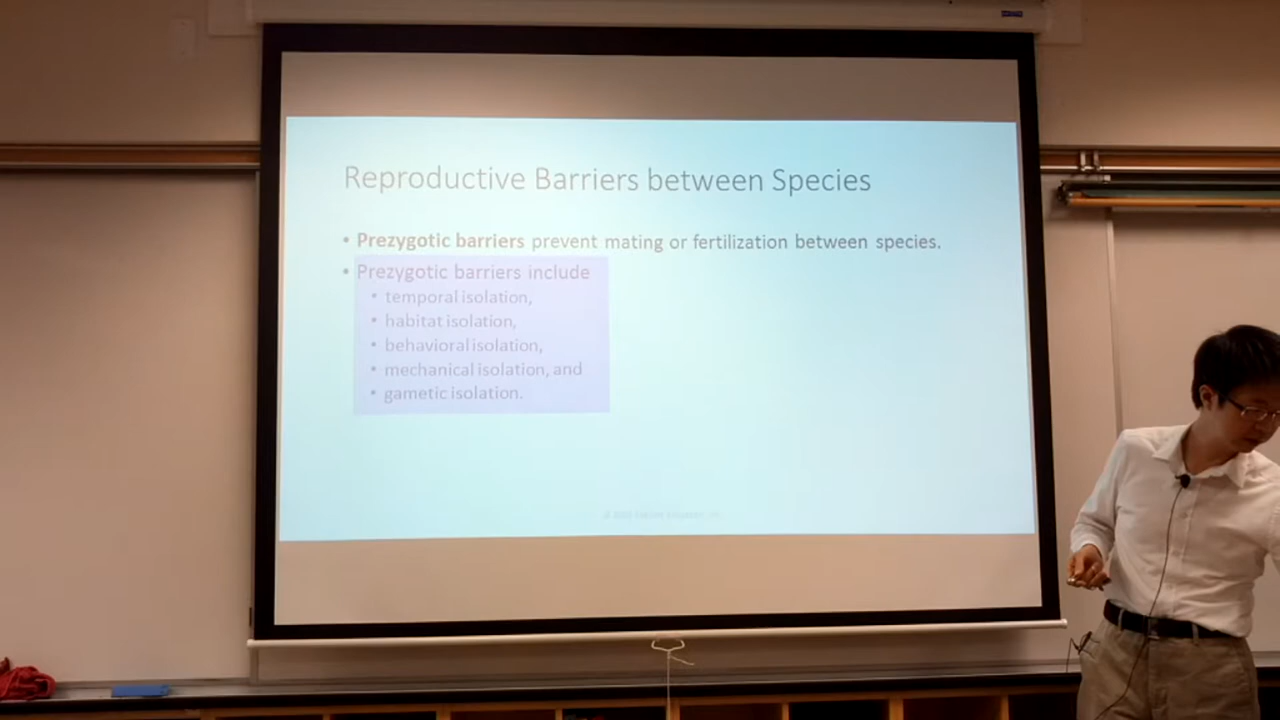 Reproductive Barriers between Species
• Prezygotic barriers prevent mating or fertilization between species.
• Prezygotic barriers include
• temporal isolation,
• habitat isolation,
• behavioral isolation,
• mechanical isolation, and
• gametic isolation.